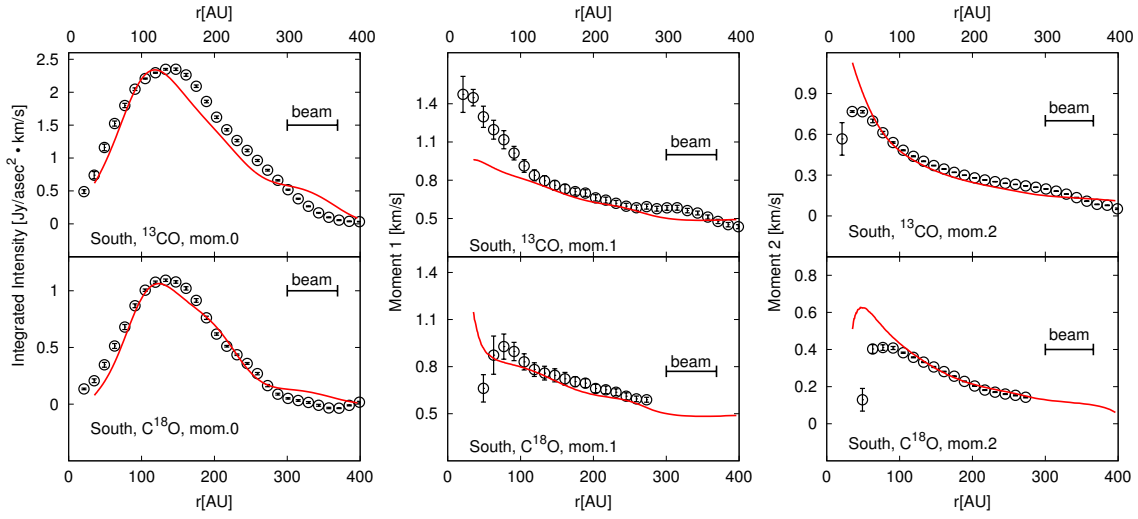 r[AU] r[AU] r[AU]
0 100 200 300 400 0 100 200 300 400 0 100 200 300 400
Integrated Intensity [Jy/asec² • km/s]
2.5
2
1.5
1
0.5
0
beam
South, ¹³CO, mom.0
1
0.5
0
beam
South, C¹⁸O, mom.0
0 100 200 300 400
r[AU]
Moment 1 [km/s]
1.4
1.1
0.8
0.5
beam
South, ¹³CO, mom.1
1.4
1.1
0.8
0.5
beam
South, C¹⁸O, mom.1
0 100 200 300 400
r[AU]
Moment 2 [km/s]
0.9
0.6
0.3
0
beam
South, ¹³CO, mom.2
0.8
0.6
0.4
0.2
0
beam
South, C¹⁸O, mom.2
0 100 200 300 400
r[AU]